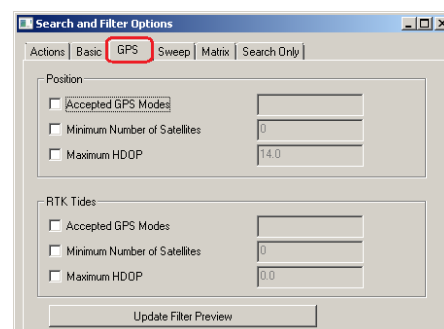 Search and Filter Options
Actions Basic GPS Sweep Matrix Search Only
Position
Accepted GPS Modes
Minimum Number of Satellites 0
Maximum HDOP 14.0
RTK Tides
Accepted GPS Modes
Minimum Number of Satellites 0
Maximum HDOP 0.0
Update Filter Preview